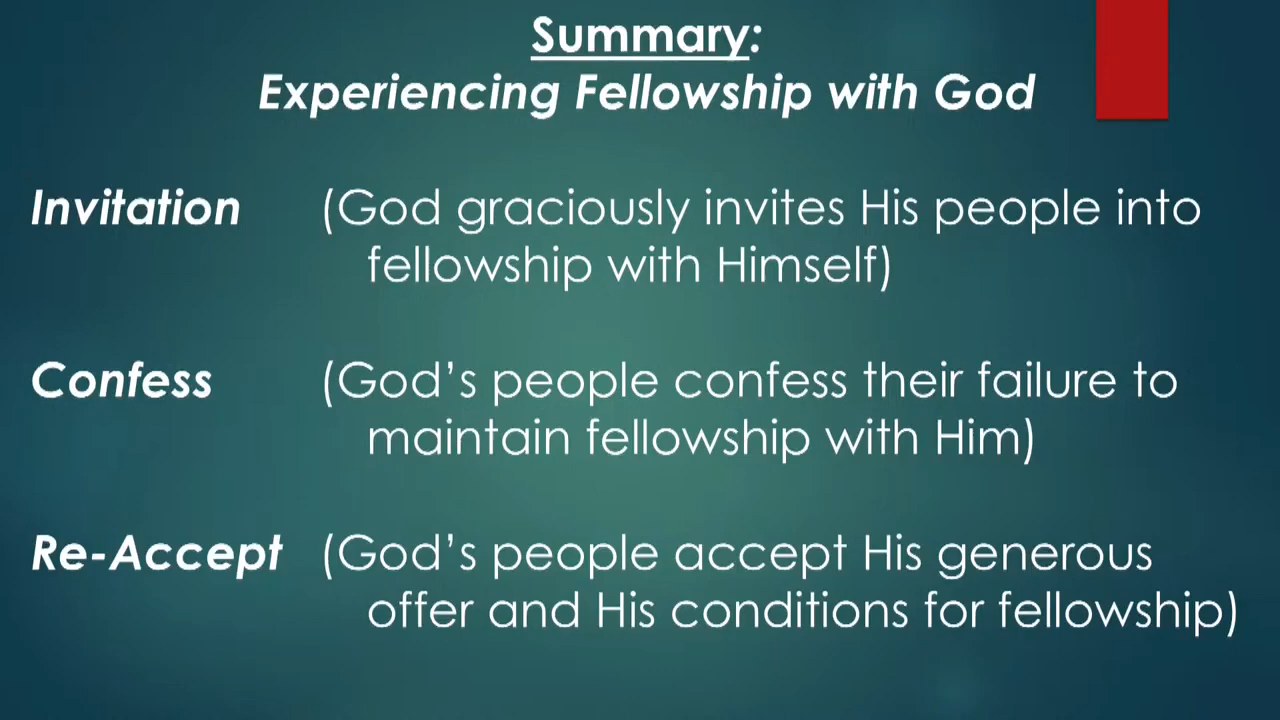 Summary:
Experiencing Fellowship with God
Invitation (God graciously invites His people into
fellowship with Himself)
Confess (God's people confess their failure to
maintain fellowship with Him)
Re-Accept (God's people accept His generous
offer and His conditions for fellowship)